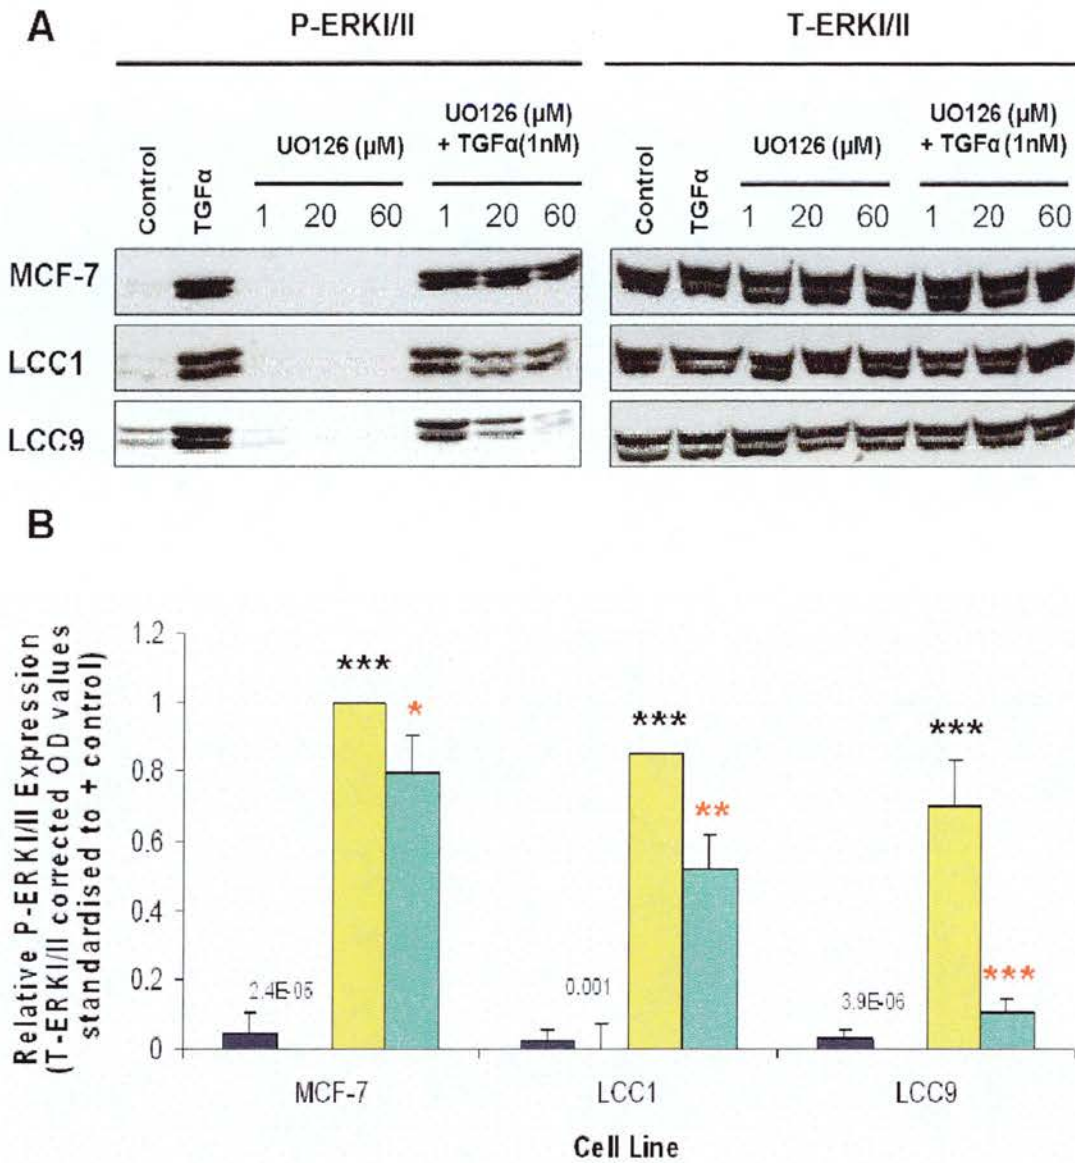 A
P-ERKI/II
T-ERKI/II
Control
TGFα
UO126 (µM)
UO126 (µM)
+ TGFα(1nM)
Control
TGFα
UO126 (µM)
UO126 (µM)
+ TGFα (1nM)
1 20 60 1 20 60 1 20 60 1 20 60
MCF-7
LCC1
LCC9
B
Relative P-ERKI/II Expression
(T-ERKI/II corrected OD values
standardised to + control)
1.2
1
0.8
0.6
0.4
0.2
0
***
*
***
**
***
***
0.001
3.9E-06
MCF-7
LCC1
LCC9
Cell Line